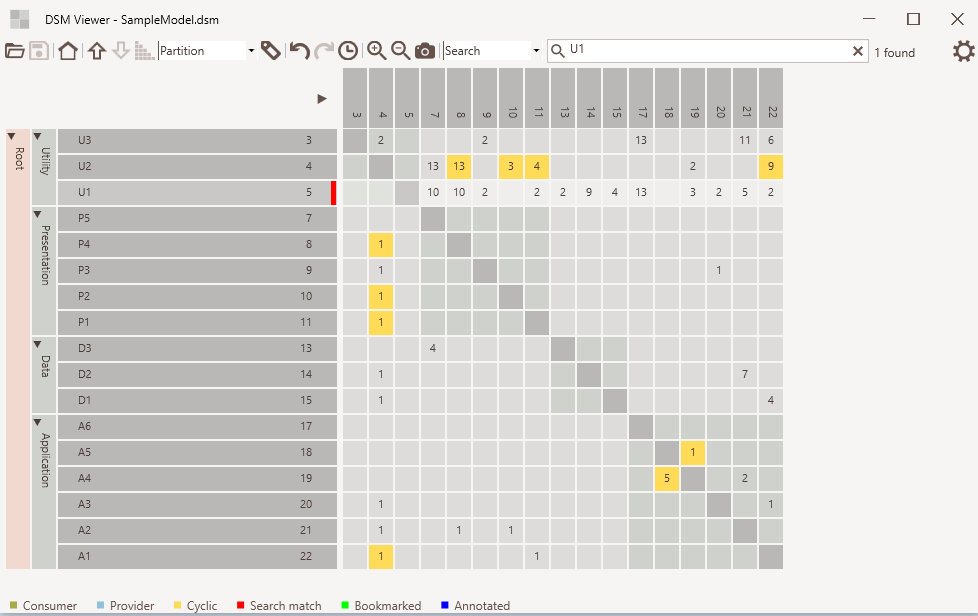 DSM Viewer - SampleModel.dsm
Partition Search U1 1 found
3 4 5 7 8 9 10 11 13 14 15 17 18 19 20 21 22
Root
Utility
U3 3 2 2 13 11 6
U2 4 13 13 3 4 2 9
U1 5 10 10 2 2 2 9 4 13 3 2 5 2
Presentation
P5 7
P4 8 1
P3 9 1 1
P2 10 1
P1 11 1
Data
D3 13 4
D2 14 1 7
D1 15 1 4
Application
A6 17
A5 18 1
A4 19 5 2
A3 20 1 1
A2 21 1 1 1
A1 22 1 1
Consumer Provider Cyclic Search match Bookmarked Annotated